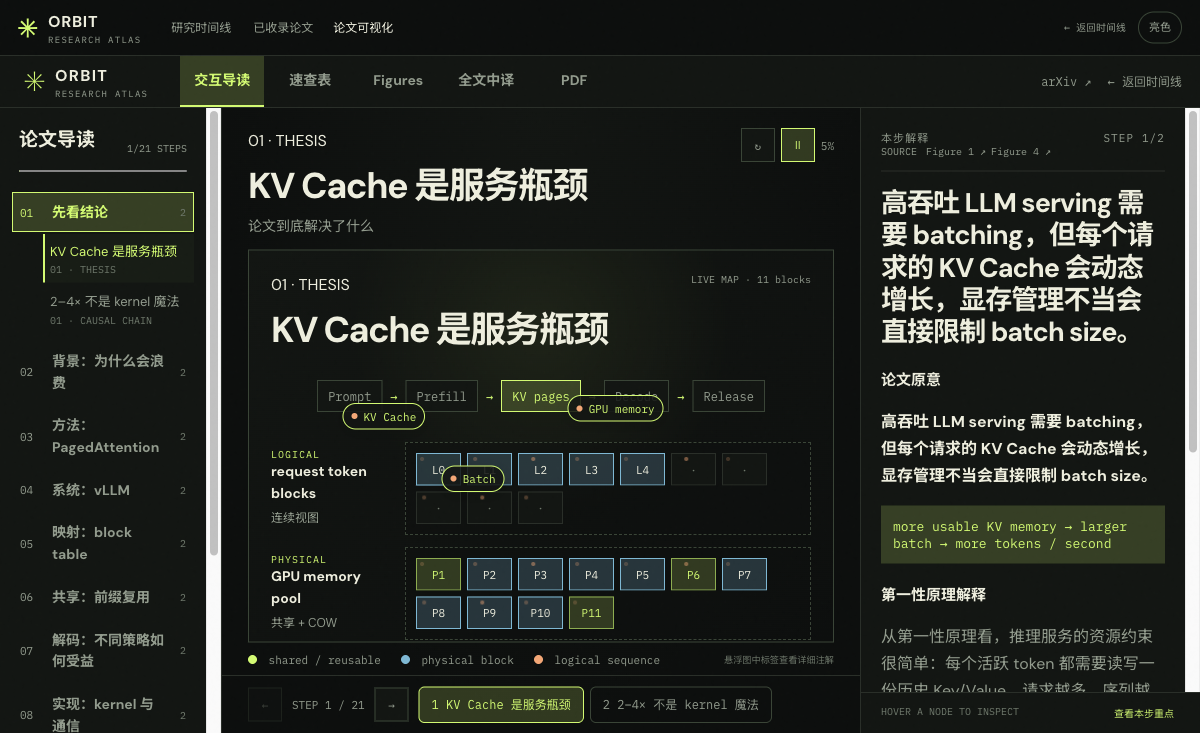 ORBIT
RESEARCH ATLAS
研究时间线
已收录论文
论文可视化
← 返回时间线
亮色
ORBIT
RESEARCH ATLAS
交互导读
速查表
Figures
全文中译
PDF
arXiv ↗
← 返回时间线
论文导读
1/21 STEPS
01 先看结论 2
KV Cache 是服务瓶颈
01 · THESIS
2–4× 不是 kernel 魔法
01 · CAUSAL CHAIN
02 背景：为什么会浪
费 2
03 方法：
PagedAttention 2
04 系统：vLLM 2
05 映射：block
table 2
06 共享：前缀复用 2
07 解码：不同策略如
何受益 2
08 实现：kernel 与
通信 2
01 · THESIS
KV Cache 是服务瓶颈
论文到底解决了什么
↻
Ⅱ
5%
01 · THESIS
LIVE MAP · 11 blocks
KV Cache 是服务瓶颈
Prompt → Prefill → KV pages → → Release
KV Cache
GPU memory
LOGICAL
request token
blocks
连续视图
L0 L2 L3 L4 · ·
Batch
· · ·
PHYSICAL
GPU memory
pool
共享 + COW
P1 P2 P3 P4 P5 P6 P7
P8 P9 P10 P11
shared / reusable
physical block
logical sequence
悬浮图中标签查看详细注解
← STEP 1 / 21 →
1 KV Cache 是服务瓶颈
2 2–4× 不是 kernel 魔法
本步解释
STEP 1/2
SOURCE Figure 1 ↗ Figure 4 ↗
高吞吐 LLM serving 需
要 batching，但每个请
求的 KV Cache 会动态
增长，显存管理不当会
直接限制 batch size。
论文原意
高吞吐 LLM serving 需要 batching，
但每个请求的 KV Cache 会动态增长，
显存管理不当会直接限制 batch size。
more usable KV memory → larger
batch → more tokens / second
第一性原理解释
从第一性原理看，推理服务的资源约束
很简单：每个活跃 token 都需要读写一
份历史 Key/Value。请求越多、序列越
HOVER A NODE TO INSPECT
查看本步重点